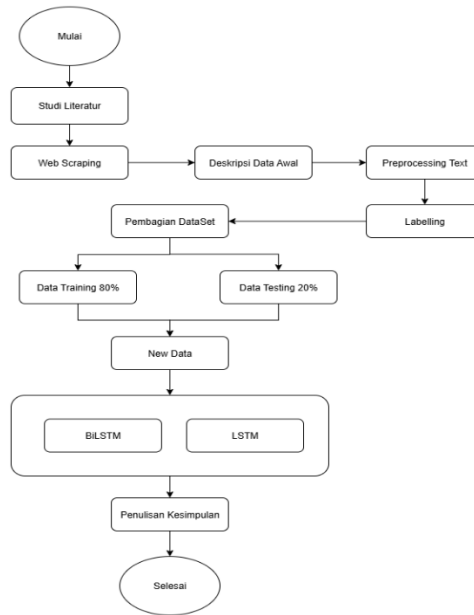 Mulai
Studi Literatur
Web Scraping
Deskripsi Data Awal
Preprocessing Text
Labelling
Pembagian DataSet
Data Training 80%
Data Testing 20%
New Data
BiLSTM
LSTM
Penulisan Kesimpulan
Selesai